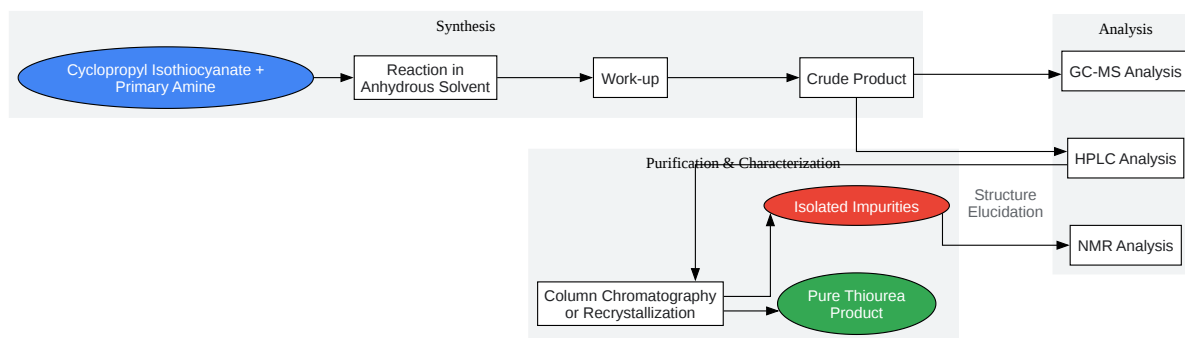 Synthesis
Cyclopropyl Isothiocyanate +
Primary Amine
Reaction in
Anhydrous Solvent
Work-up
Crude Product
Analysis
GC-MS Analysis
HPLC Analysis
NMR Analysis
Purification & Characterization
Isolated Impurities
Structure
Elucidation
Column Chromatography
or Recrystallization
Pure Thiourea
Product